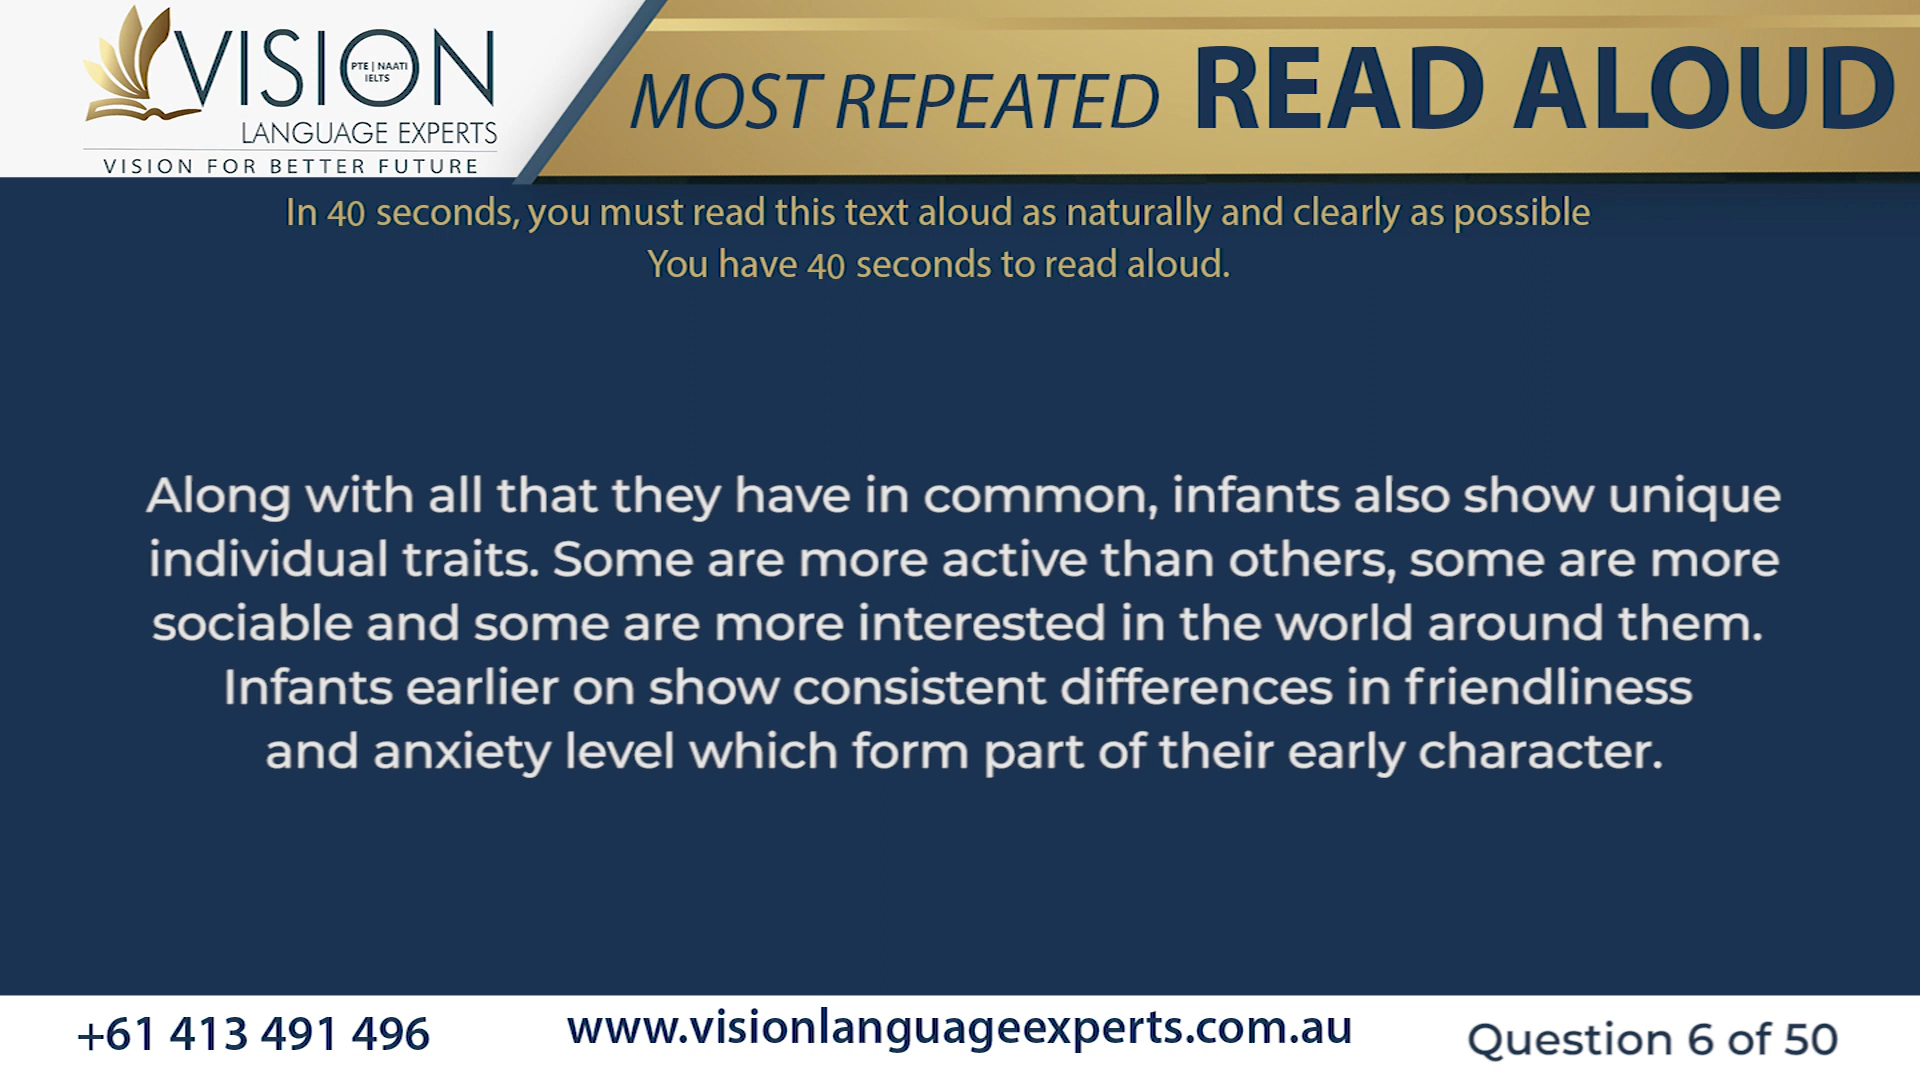 VISION
PTE | NAATI
IELTS
LANGUAGE EXPERTS
VISION FOR BETTER FUTURE
MOST REPEATED READ ALOUD
In 40 seconds, you must read this text aloud as naturally and clearly as possible
You have 40 seconds to read aloud.
Along with all that they have in common, infants also show unique
individual traits. Some are more active than others, some are more
sociable and some are more interested in the world around them.
Infants earlier on show consistent differences in friendliness
and anxiety level which form part of their early character.
+61 413 491 496
www.visionlanguageexperts.com.au
Question 6 of 50